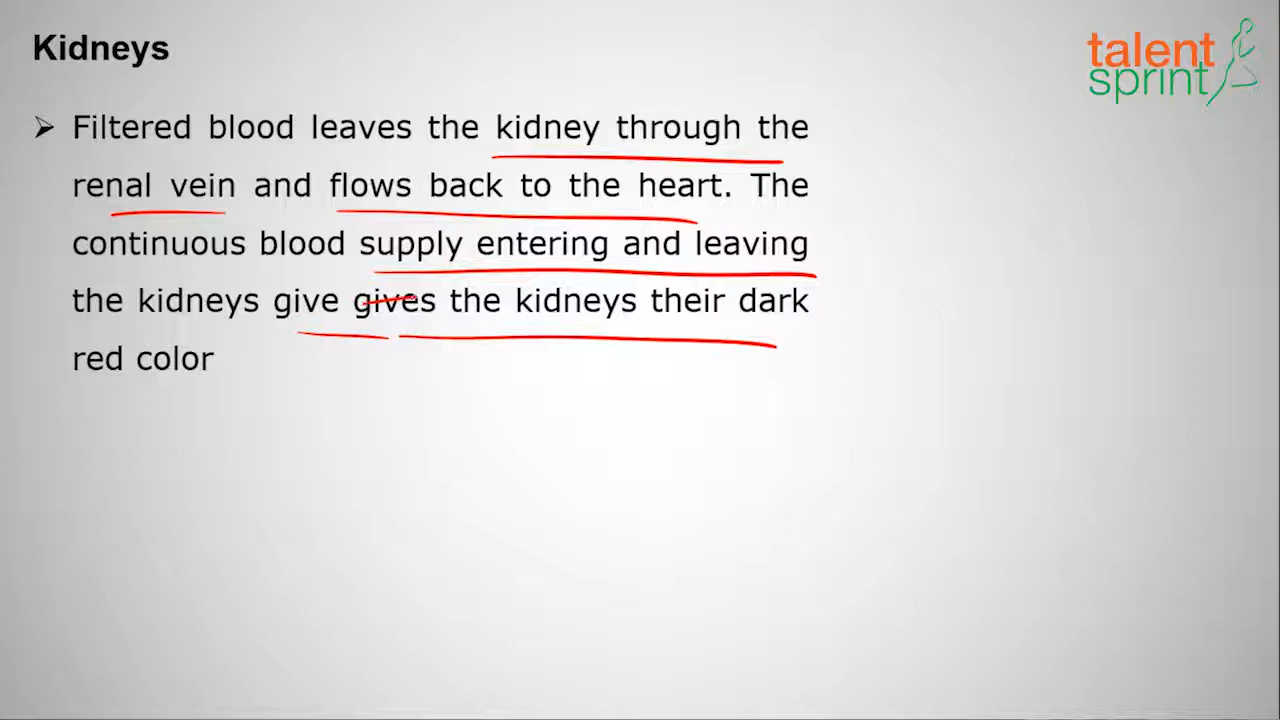 Kidneys
talent
sprint
Filtered blood leaves the kidney through the
renal vein and flows back to the heart. The
continuous blood supply entering and leaving
the kidneys give gives the kidneys their dark
red color